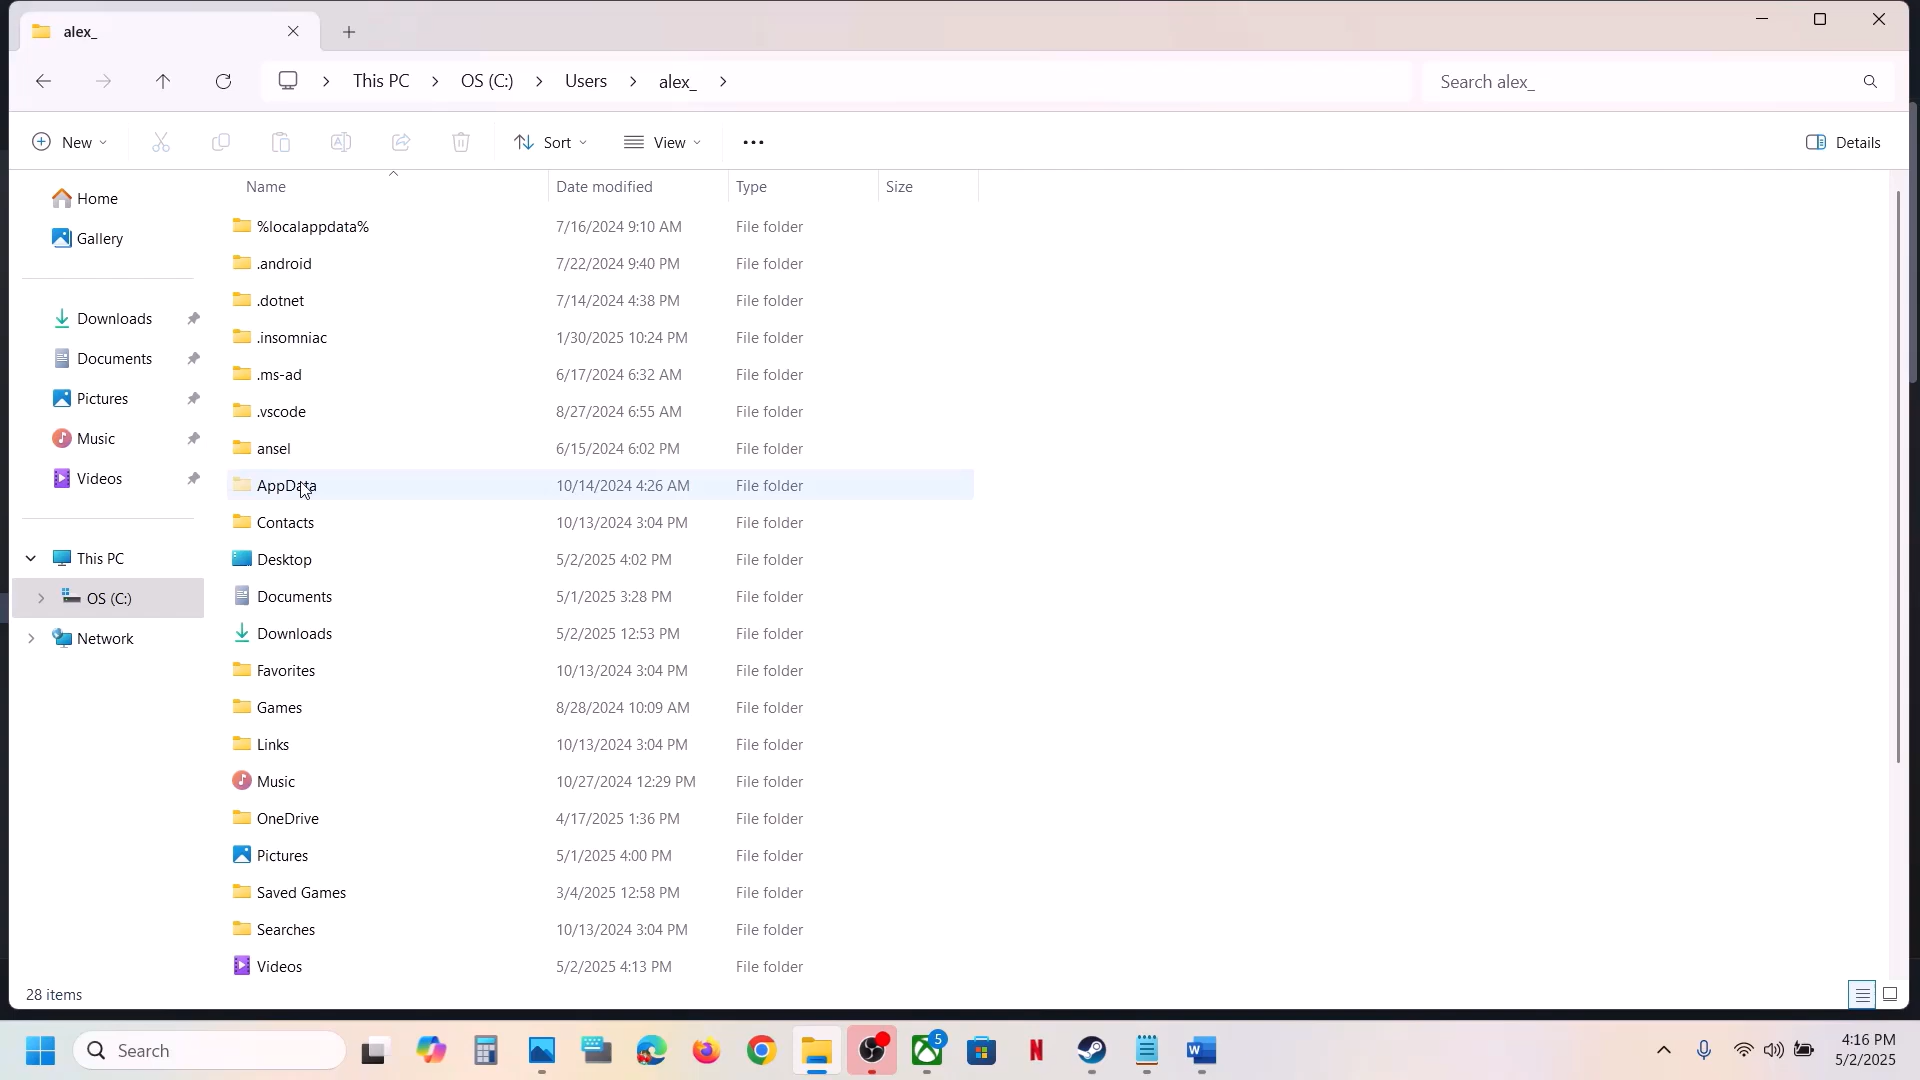 alex_
This PC > OS (C:) > Users > alex_ >
Search alex_
New
Sort
View
Details
Name Date modified Type Size
%localappdata% 7/16/2024 9:10 AM File folder
.android 7/22/2024 9:40 PM File folder
.dotnet 7/14/2024 4:38 PM File folder
.insomniac 1/30/2025 10:24 PM File folder
.ms-ad 6/17/2024 6:32 AM File folder
.vscode 8/27/2024 6:55 AM File folder
ansel 6/15/2024 6:02 PM File folder
AppData 10/14/2024 4:26 AM File folder
Contacts 10/13/2024 3:04 PM File folder
Desktop 5/2/2025 4:02 PM File folder
Documents 5/1/2025 3:28 PM File folder
Downloads 5/2/2025 12:53 PM File folder
Favorites 10/13/2024 3:04 PM File folder
Games 8/28/2024 10:09 AM File folder
Links 10/13/2024 3:04 PM File folder
Music 10/27/2024 12:29 PM File folder
OneDrive 4/17/2025 1:36 PM File folder
Pictures 5/1/2025 4:00 PM File folder
Saved Games 3/4/2025 12:58 PM File folder
Searches 10/13/2024 3:04 PM File folder
Videos 5/2/2025 4:13 PM File folder
Home
Gallery
Downloads
Documents
Pictures
Music
Videos
This PC
OS (C:)
Network
28 items
Search
5
4:16 PM
5/2/2025